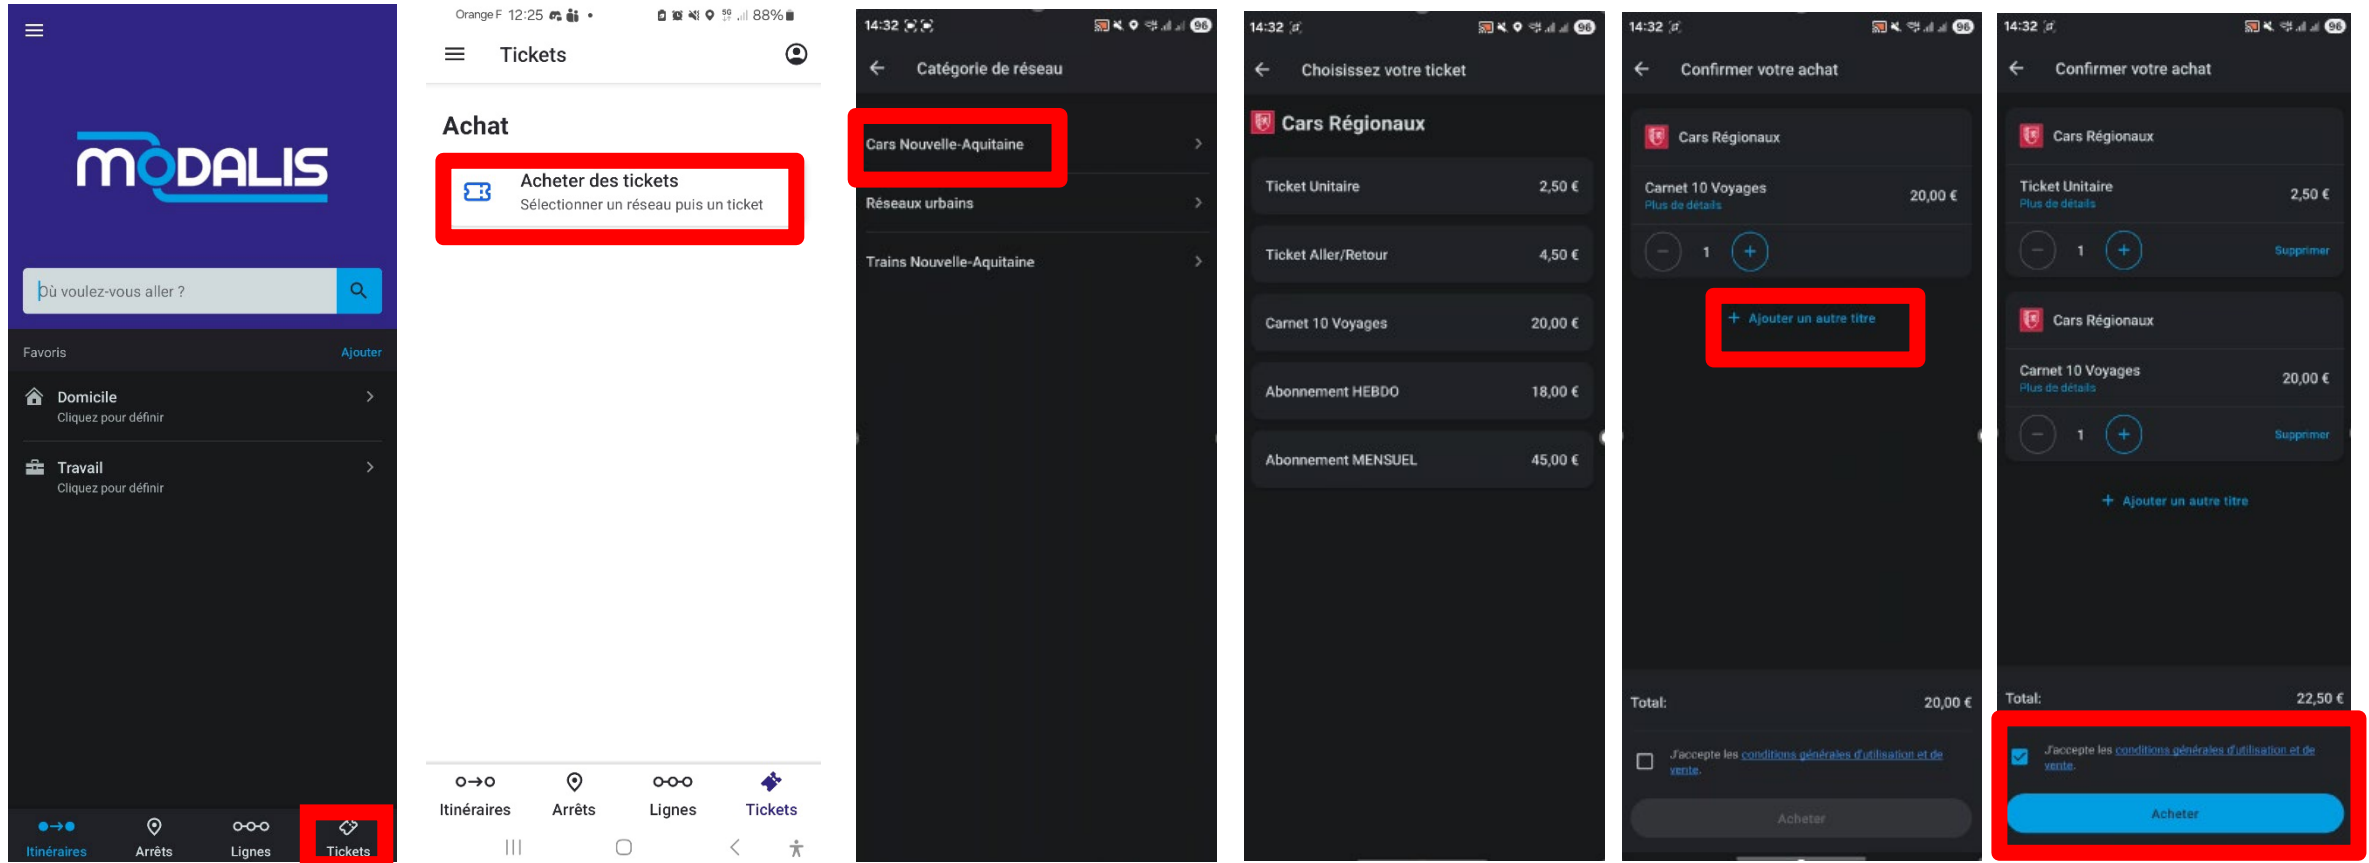 MODALIS
Où voulez-vous aller ?
Favoris
Ajouter
Domicile
Cliquez pour définir
Travail
Cliquez pour définir
Itinéraires
Arrêts
Lignes
Tickets
Orange F 12:25
5G
88%
Tickets
Achat
Acheter des tickets
Sélectionner un réseau puis un ticket
Itinéraires
Arrêts
Lignes
Tickets
14:32
96
Catégorie de réseau
Cars Nouvelle-Aquitaine
Réseaux urbains
Trains Nouvelle-Aquitaine
14:32
96
Choisissez votre ticket
Cars Régionaux
Ticket Unitaire 2,50 €
Ticket Aller/Retour 4,50 €
Carnet 10 Voyages 20,00 €
Abonnement HEBDO 18,00 €
Abonnement MENSUEL 45,00 €
14:32
96
Confirmer votre achat
Cars Régionaux
Carnet 10 Voyages 20,00 €
Plus de détails
− 1 +
+ Ajouter un autre titre
Total: 20,00 €
J'accepte les conditions générales d'utilisation et de
vente.
Acheter
14:32
96
Confirmer votre achat
Cars Régionaux
Ticket Unitaire 2,50 €
Plus de détails
− 1 + Supprimer
Cars Régionaux
Carnet 10 Voyages 20,00 €
Plus de détails
− 1 + Supprimer
+ Ajouter un autre titre
Total: 22,50 €
J'accepte les conditions générales d'utilisation et de
vente.
Acheter